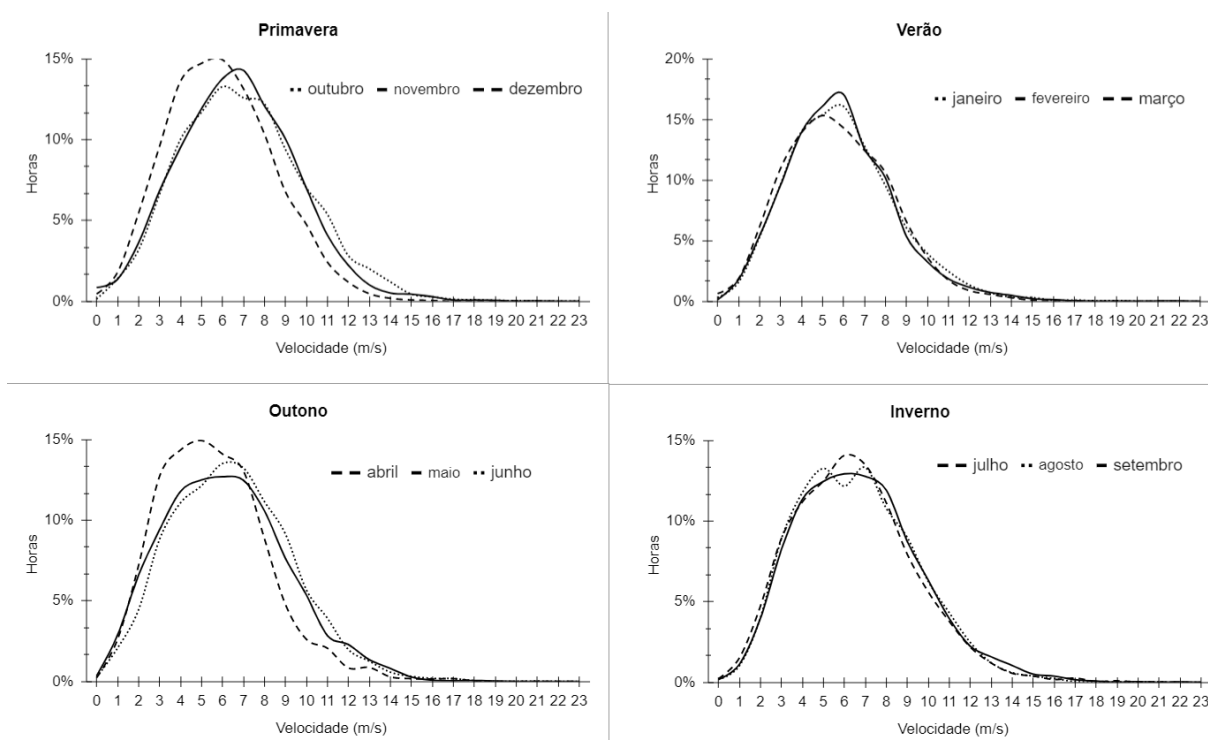 Primavera
15%
10%
5%
0%
Horas
outubro novembro dezembro
0 1 2 3 4 5 6 7 8 9 10 11 12 13 14 15 16 17 18 19 20 21 22 23
Velocidade (m/s)
Verão
20%
15%
10%
5%
0%
Horas
janeiro fevereiro março
0 1 2 3 4 5 6 7 8 9 10 11 12 13 14 15 16 17 18 19 20 21 22 23
Velocidade (m/s)
Outono
15%
10%
5%
0%
Horas
abril maio junho
0 1 2 3 4 5 6 7 8 9 10 11 12 13 14 15 16 17 18 19 20 21 22 23
Velocidade (m/s)
Inverno
15%
10%
5%
0%
Horas
julho agosto setembro
0 1 2 3 4 5 6 7 8 9 10 11 12 13 14 15 16 17 18 19 20 21 22 23
Velocidade (m/s)